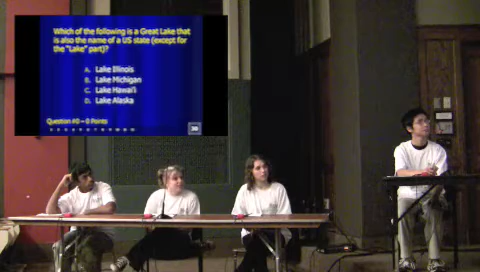 Which of the following is a Great Lake that
is also the name of a US state (except for
the "Lake" part)?
A. Lake Illinois
B. Lake Michigan
C. Lake Hawai'i
D. Lake Alaska
Question #0 – 0 Points
30